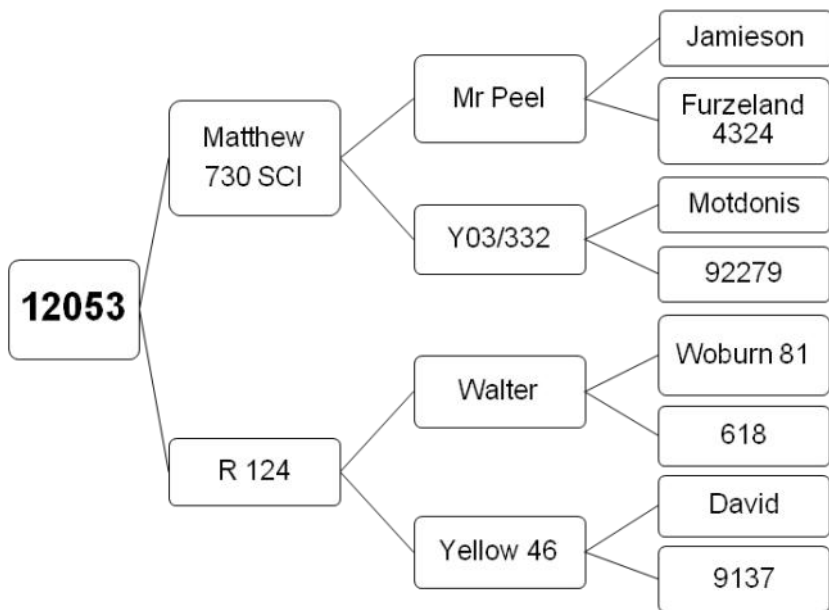 Jamieson
Mr Peel
Furzeland
4324
Matthew
730 SCI
Motdonis
Y03/332
92279
12053
Woburn 81
Walter
618
R 124
David
Yellow 46
9137